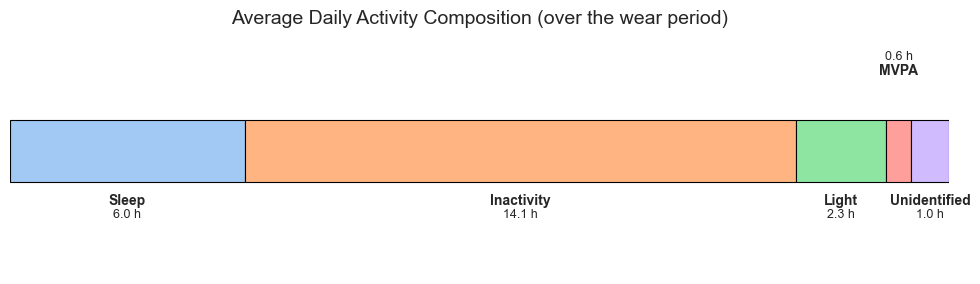 Average Daily Activity Composition (over the wear period)
0.6 h
MVPA
Sleep
6.0 h
Inactivity
14.1 h
Light
2.3 h
Unidentified
1.0 h